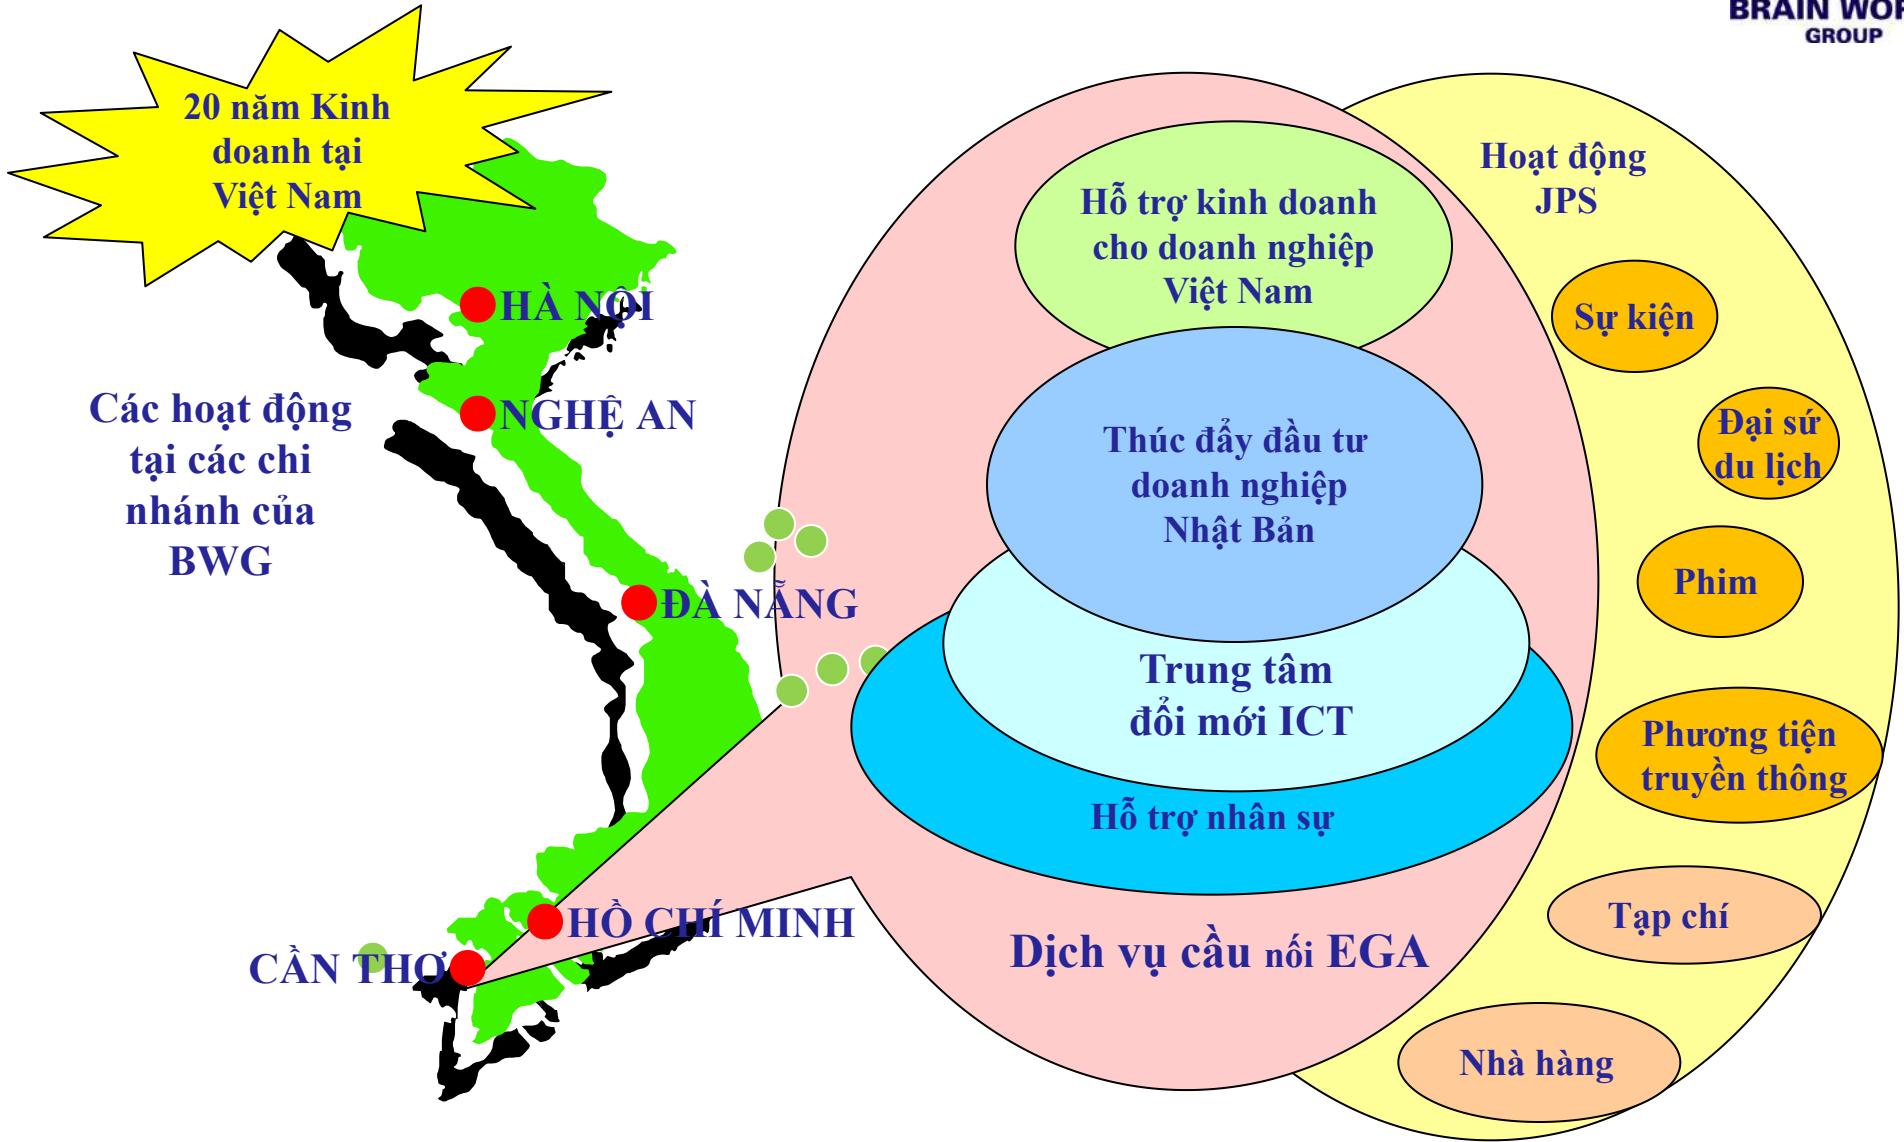 BRAIN
GROUP
20 năm Kinh
doanh tại
Việt Nam
HÀ NỘI
NGHỆ AN
Các hoạt động
tại các chi
nhánh của
BWG
ĐÀ NẴNG
HỒ CHÍ MINH
CẦN THƠ
Hỗ trợ kinh doanh
cho doanh nghiệp
Việt Nam
Thúc đẩy đầu tư
doanh nghiệp
Nhật Bản
Trung tâm
đổi mới ICT
Hỗ trợ nhân sự
Dịch vụ cầu nối EGA
Hoạt động
JPS
Sự kiện
Đại sứ
du lịch
Phim
Phương tiện
truyền thông
Tạp chí
Nhà hàng